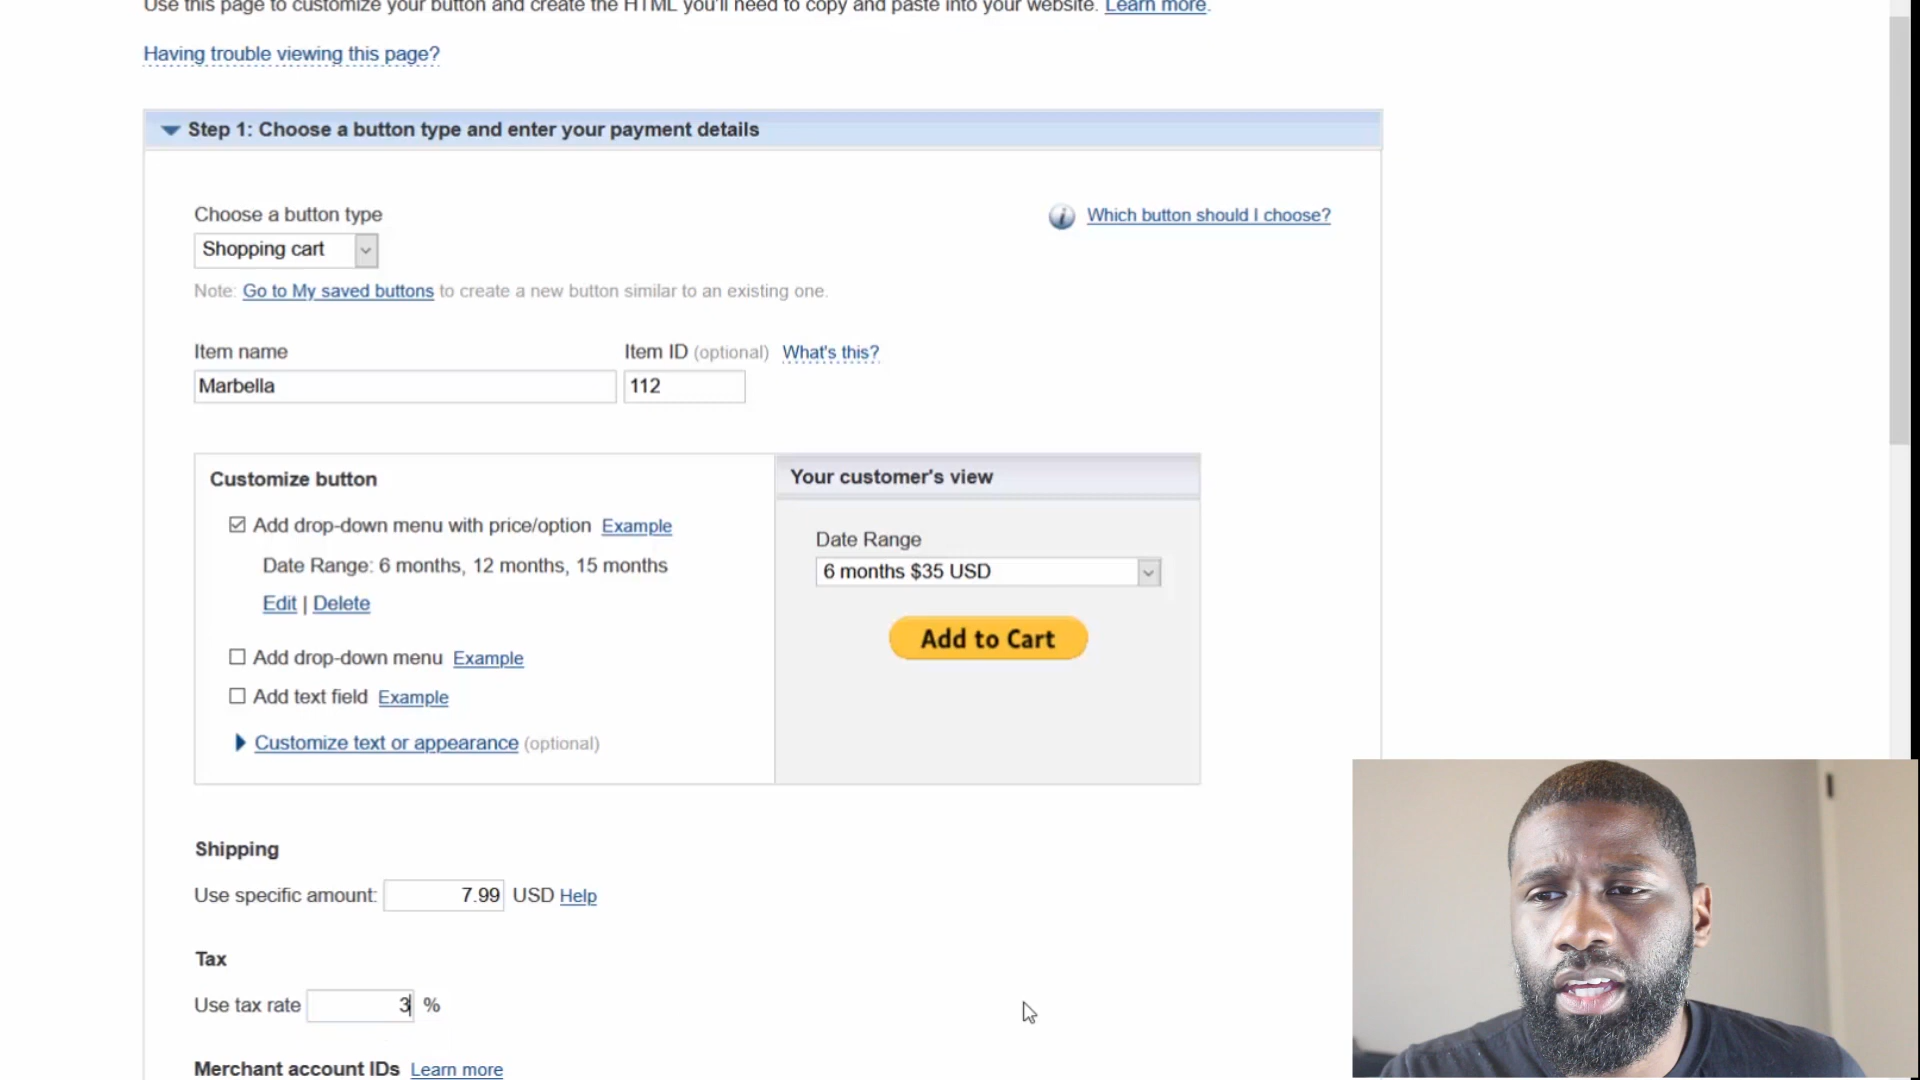 Use this page to customize your button and create the HTML you'll need to copy and paste into your website. Learn more.
Having trouble viewing this page?
Step 1: Choose a button type and enter your payment details
Choose a button type
Which button should I choose?
Shopping cart
Note: Go to My saved buttons to create a new button similar to an existing one.
Item name
Item ID (optional) What's this?
Marbella
112
Customize button
Your customer's view
Add drop-down menu with price/option Example
Date Range: 6 months, 12 months, 15 months
Edit | Delete
Date Range
6 months $35 USD
Add to Cart
Add drop-down menu Example
Add text field Example
Customize text or appearance (optional)
Shipping
Use specific amount: 7.99 USD Help
Tax
Use tax rate 3 %
Merchant account IDs Learn more